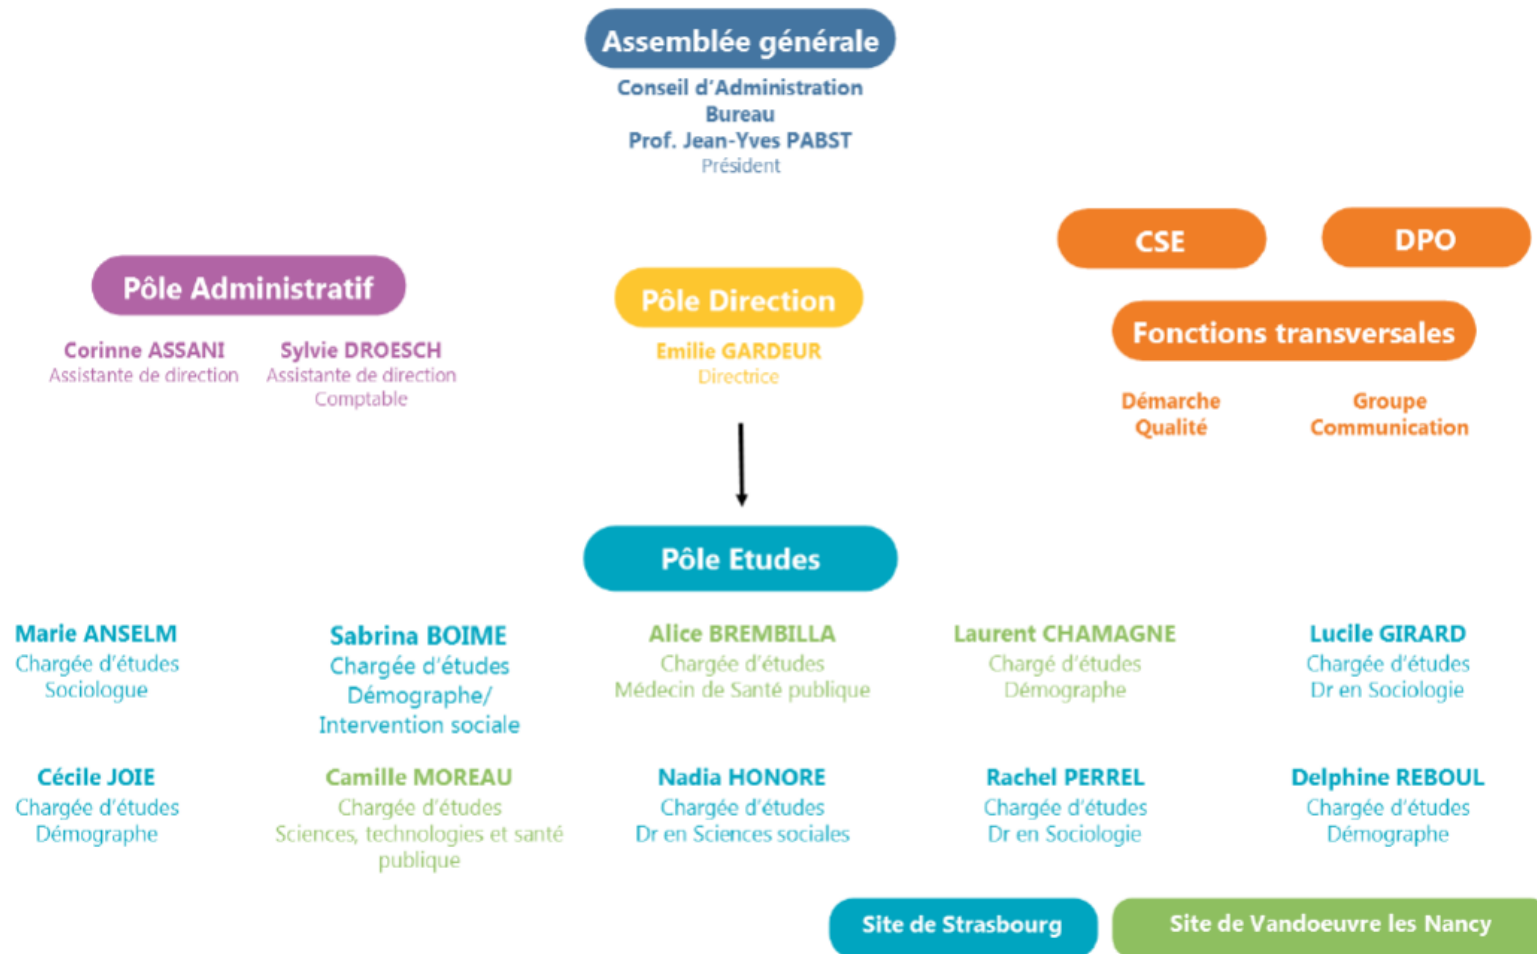 Assemblée générale
Conseil d'Administration
Bureau
Prof. Jean-Yves PABST
Président
CSE
DPO
Pôle Administratif
Corinne ASSANI
Assistante de direction
Sylvie DROESCH
Assistante de direction
Comptable
Pôle Direction
Emilie GARDEUR
Directrice
Fonctions transversales
Démarche
Qualité
Groupe
Communication
Pôle Etudes
Marie ANSELM
Chargée d'études
Sociologue
Sabrina BOIME
Chargée d'études
Démographe/
Intervention sociale
Alice BREMBILLA
Chargée d'études
Médecin de Santé publique
Laurent CHAMAGNE
Chargé d'études
Démographe
Lucile GIRARD
Chargée d'études
Dr en Sociologie
Cécile JOIE
Chargée d'études
Démographe
Camille MOREAU
Chargée d'études
Sciences, technologies et santé
publique
Nadia HONORE
Chargée d'études
Dr en Sciences sociales
Rachel PERREL
Chargée d'études
Dr en Sociologie
Delphine REBOUL
Chargée d'études
Démographe
Site de Strasbourg
Site de Vandoeuvre les Nancy